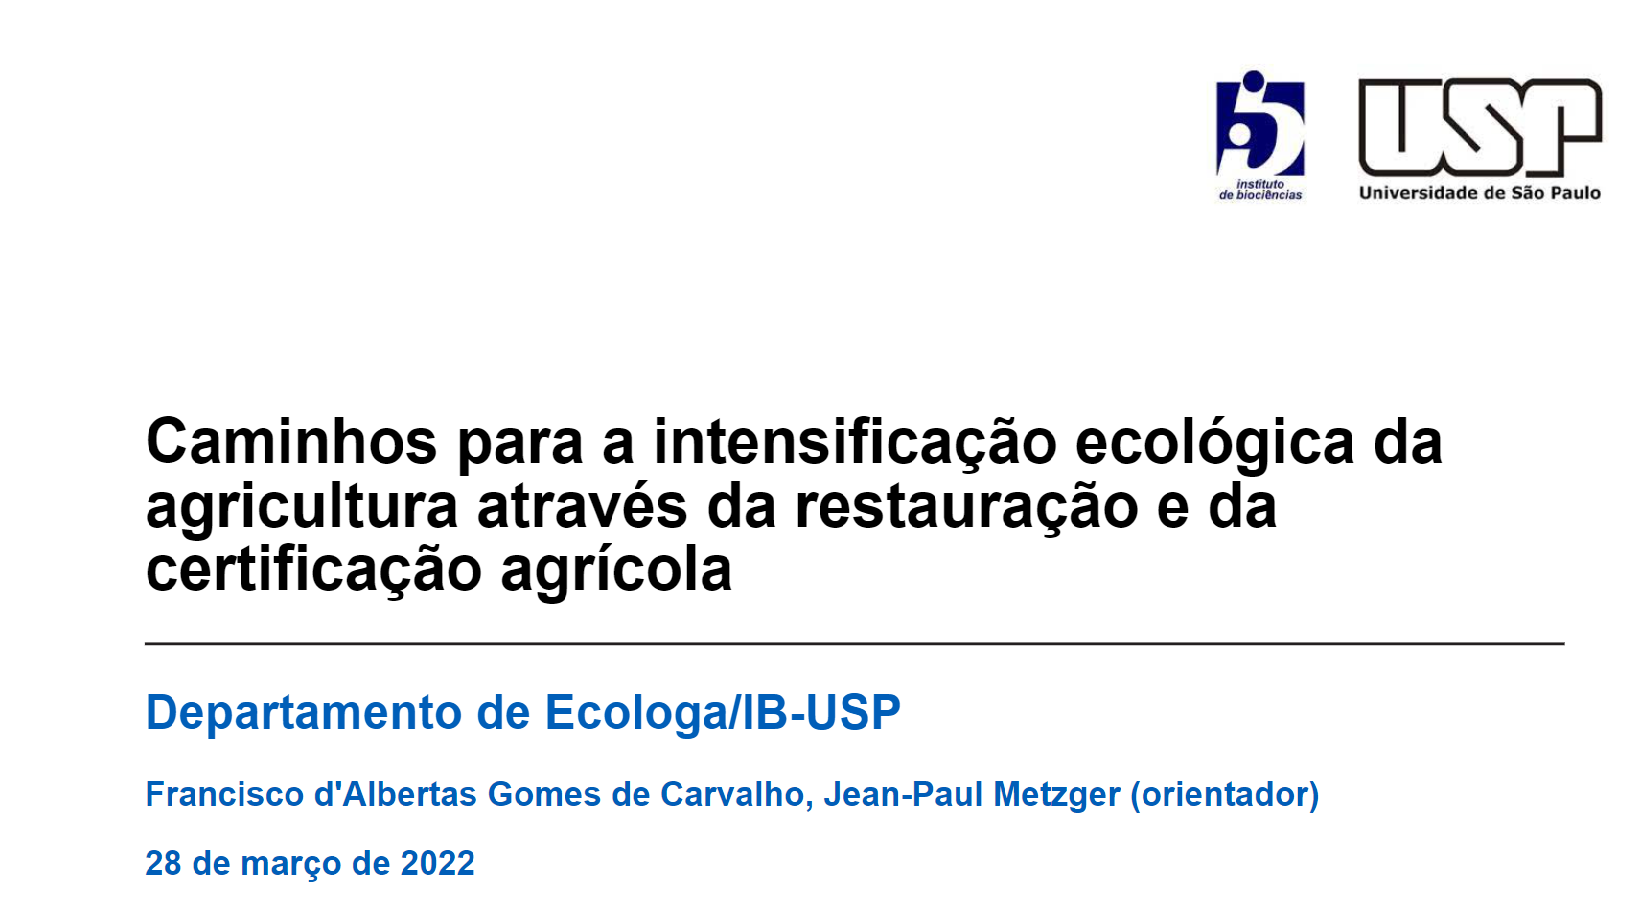 instituto
de biociências
USP
Universidade de São Paulo
Caminhos para a intensificação ecológica da
agricultura através da restauração e da
certificação agrícola
Departamento de Ecologa/IB-USP
Francisco d'Albertas Gomes de Carvalho, Jean-Paul Metzger (orientador)
28 de março de 2022